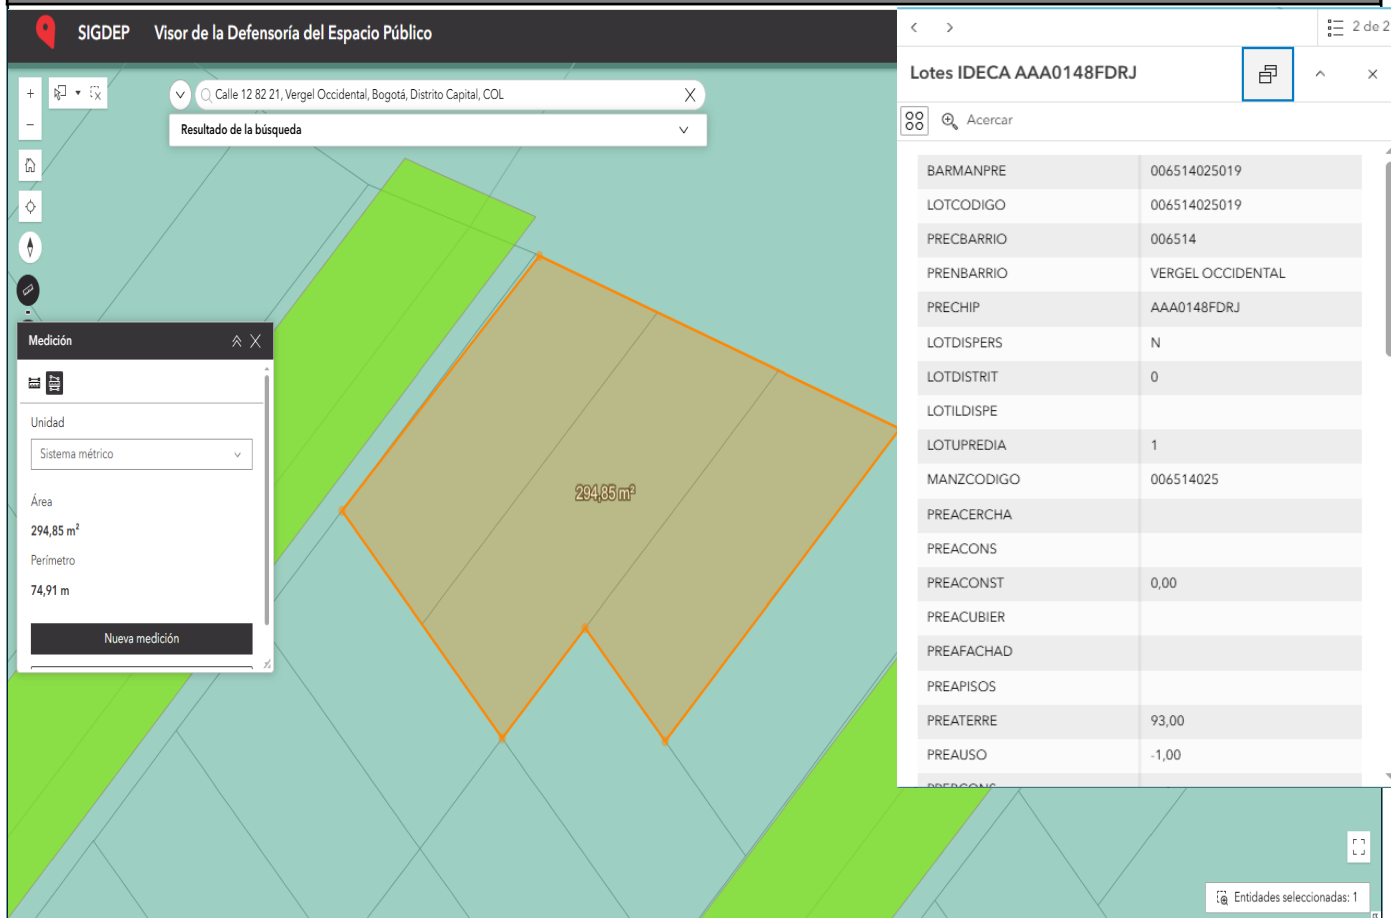 SIGDEP Visor de la Defensoría del Espacio Público
Calle 12 82 21, Vergel Occidental, Bogotá, Distrito Capital, COL
Resultado de la búsqueda
Medición
Unidad
Sistema métrico
Área
294,85 m²
Perímetro
74,91 m
Nueva medición
294,85 m²
2 de 2
Lotes IDECA AAA0148FDRJ
Acercar
BARMANPRE 006514025019
LOTCODIGO 006514025019
PRECBARRIO 006514
PRENBARRIO VERGEL OCCIDENTAL
PRECHIP AAA0148FDRJ
LOTDISPERS N
LOTDISTRIT 0
LOTILDISPE
LOTUPREDIA 1
MANZCODIGO 006514025
PREACERCHA
PREACONS
PREACONST 0,00
PREACUBIER
PREAFACHAD
PREAPISOS
PREATERRE 93,00
PREAUSO -1,00
Entidades seleccionadas: 1